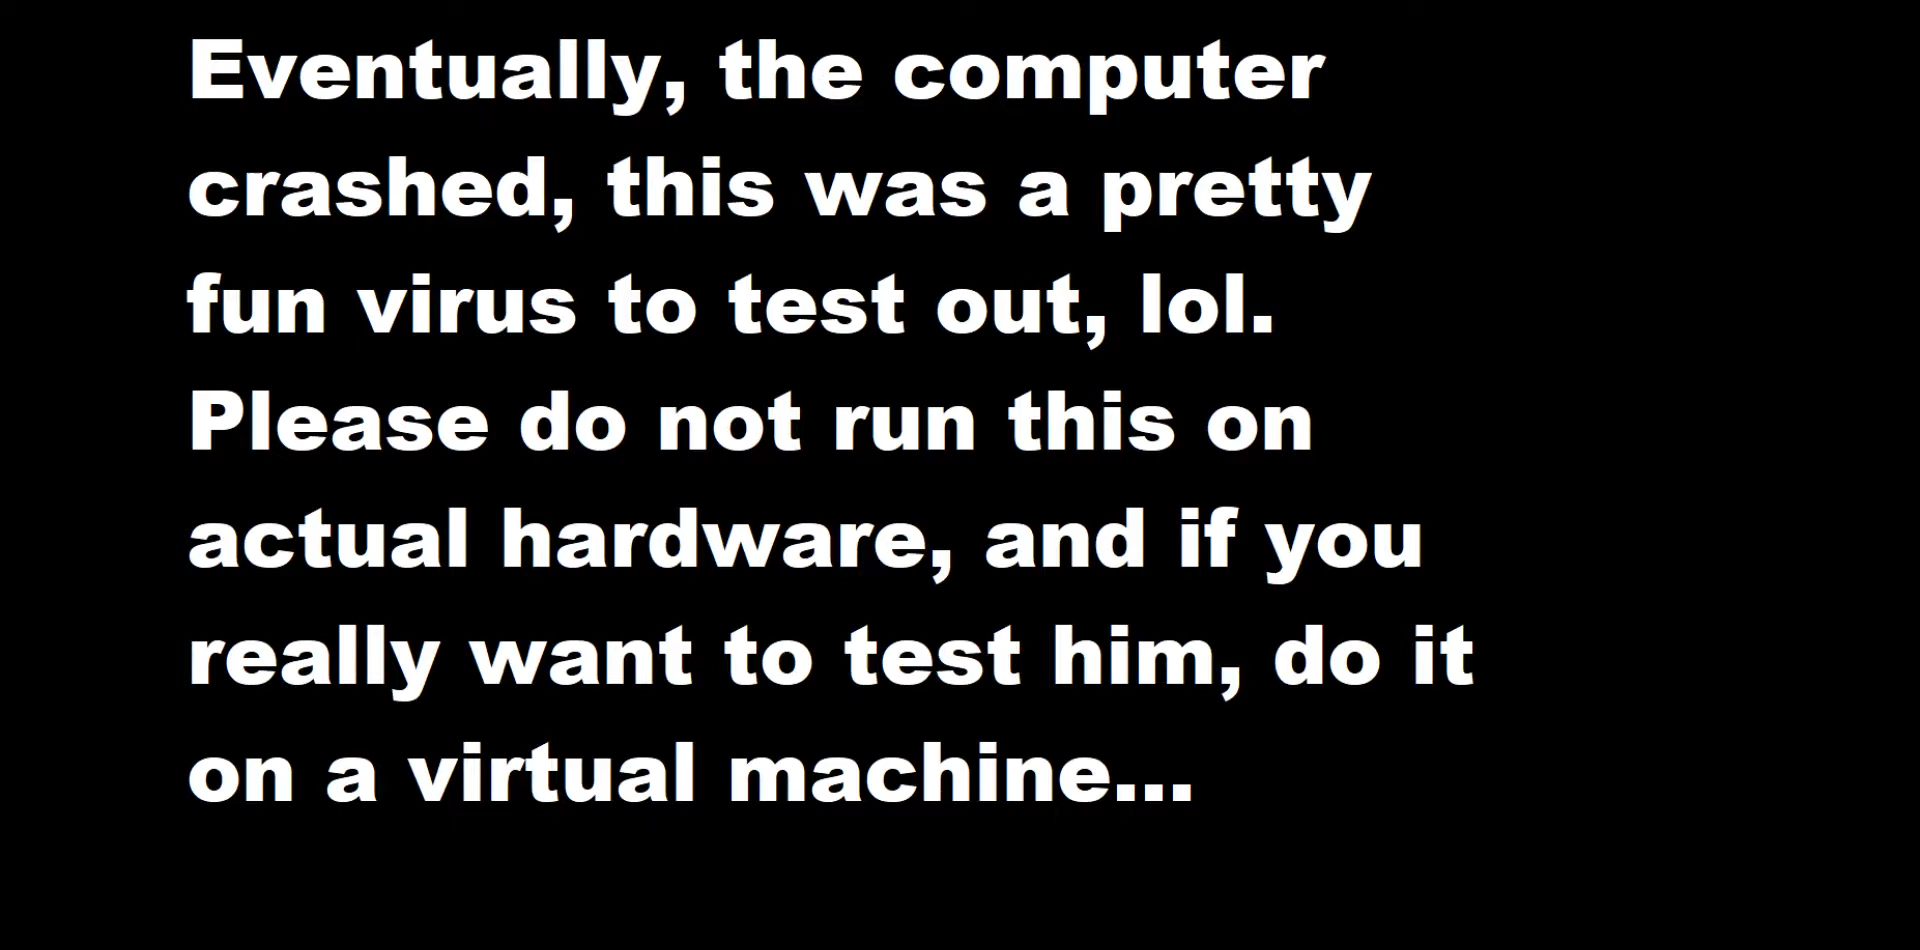 Eventually, the computer
crashed, this was a pretty
fun virus to test out, lol.
Please do not run this on
actual hardware, and if you
really want to test him, do it
on a virtual machine...